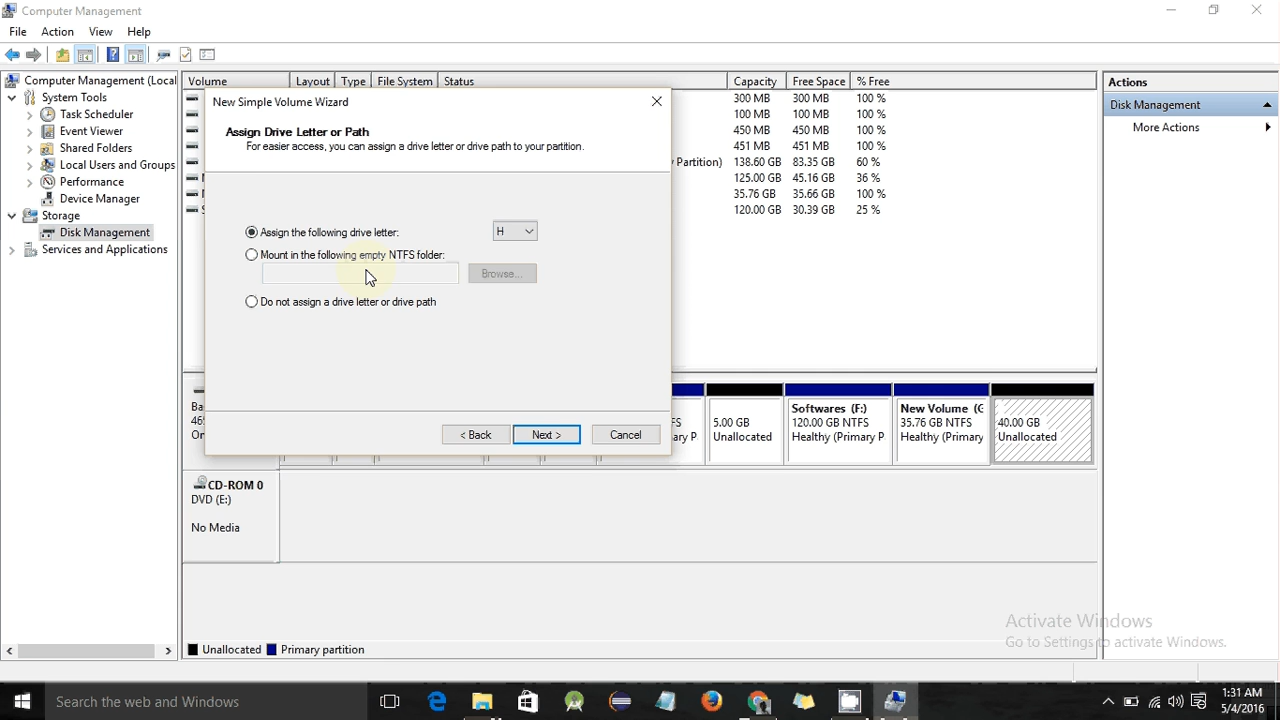 Computer Management
File Action View Help
Computer Management (Local
System Tools
Task Scheduler
Event Viewer
Shared Folders
Local Users and Groups
Performance
Device Manager
Storage
Disk Management
Services and Applications
Volume Layout Type File System Status Capacity Free Space % Free
300 MB 300 MB 100 %
100 MB 100 MB 100 %
450 MB 450 MB 100 %
451 MB 451 MB 100 %
Partition) 138.60 GB 83.35 GB 60 %
125.00 GB 45.16 GB 36 %
35.76 GB 35.66 GB 100 %
120.00 GB 30.39 GB 25 %
New Simple Volume Wizard
Assign Drive Letter or Path
For easier access, you can assign a drive letter or drive path to your partition.
Assign the following drive letter: H
Mount in the following empty NTFS folder:
Browse...
Do not assign a drive letter or drive path
< Back Next > Cancel
Actions
Disk Management
More Actions
Ba
46
On
FS
ary P
5.00 GB
Unallocated
Softwares (F:)
120.00 GB NTFS
Healthy (Primary P
New Volume (G
35.76 GB NTFS
Healthy (Primary
40.00 GB
Unallocated
CD-ROM 0
DVD (E:)
No Media
Unallocated Primary partition
Activate Windows
Go to Settings to activate Windows.
Search the web and Windows
1:31 AM
5/4/2016